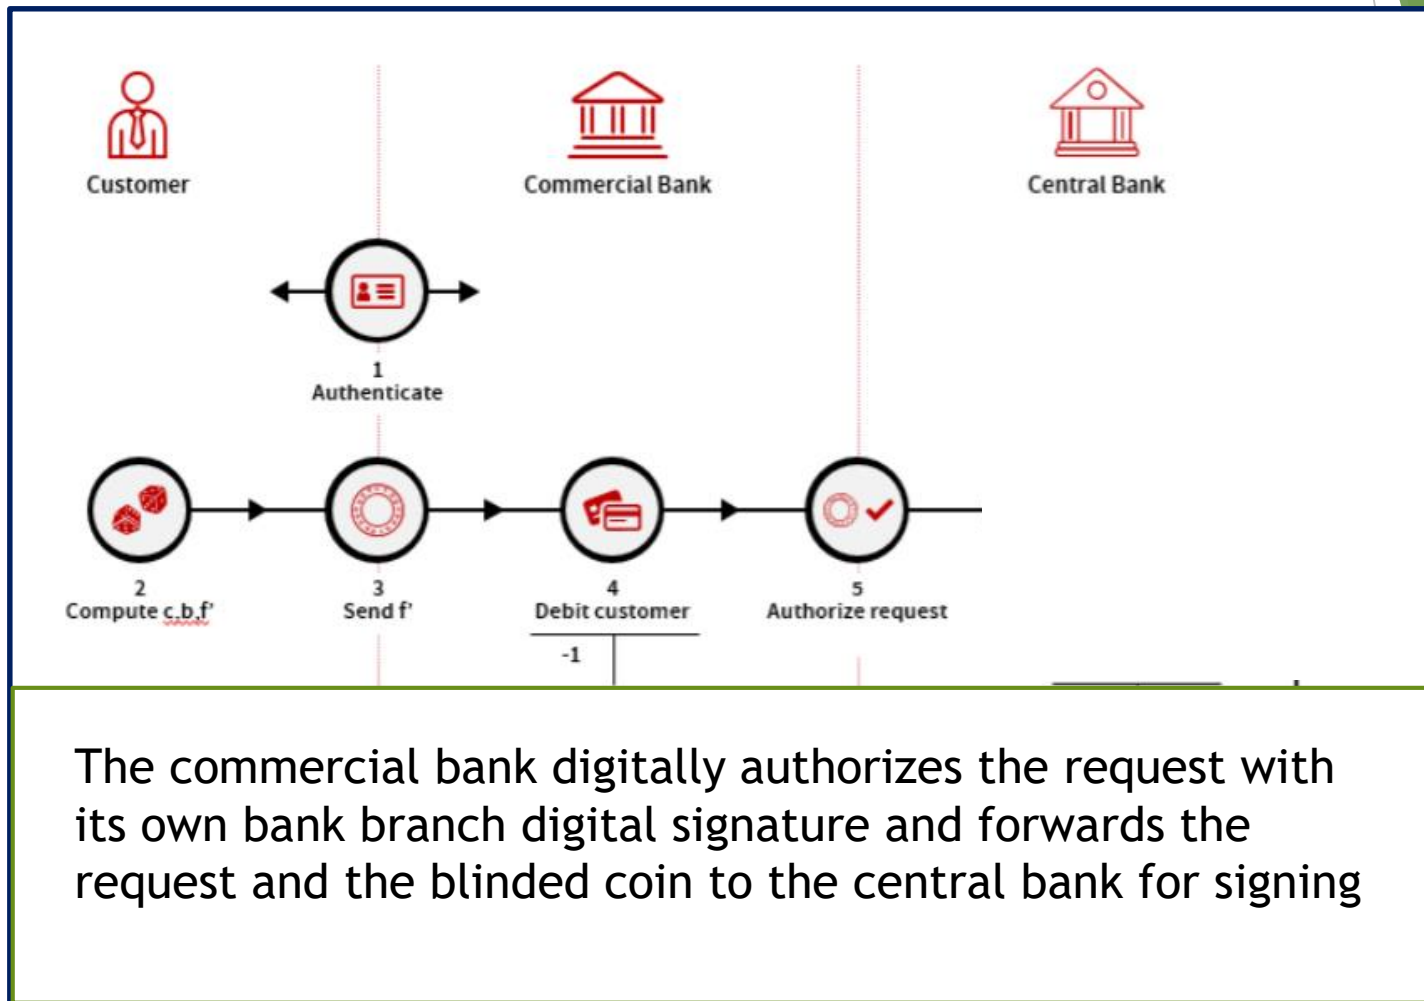 Customer
Commercial Bank
Central Bank
1
Authenticate
2
Compute c,b,f'
3
Send f'
4
Debit customer
5
Authorize request
-1
The commercial bank digitally authorizes the request with
its own bank branch digital signature and forwards the
request and the blinded coin to the central bank for signing